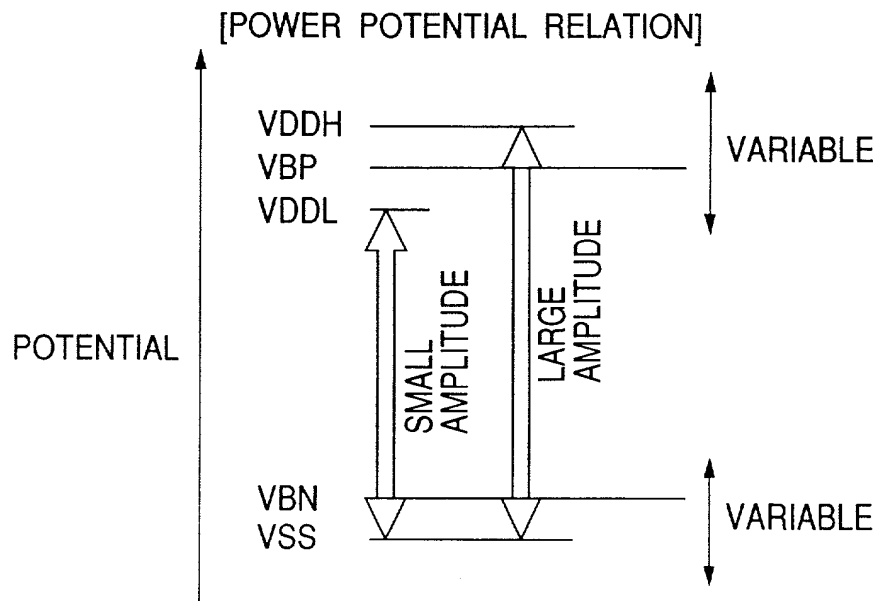 [POWER POTENTIAL RELATION]
VDDH
VBP
VDDL
VARIABLE
POTENTIAL
SMALL
AMPLITUDE
LARGE
AMPLITUDE
VBN
VSS
VARIABLE